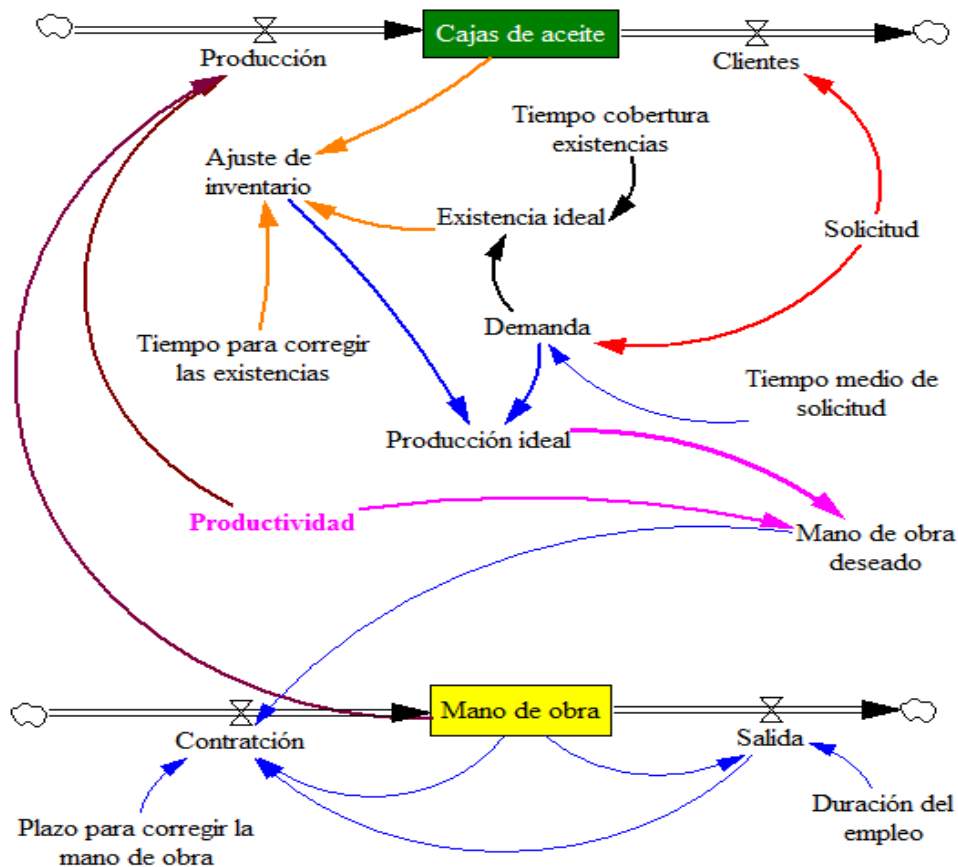 Cajas de aceite
Producción
Clientes
Tiempo cobertura
existencias
Ajuste de
inventario
Existencia ideal
Solicitud
Demanda
Tiempo para corregir
las existencias
Tiempo medio de
solicitud
Producción ideal
Productividad
Mano de obra
deseado
Mano de obra
Contratción
Salida
Plazo para corregir la
mano de obra
Duración del
empleo